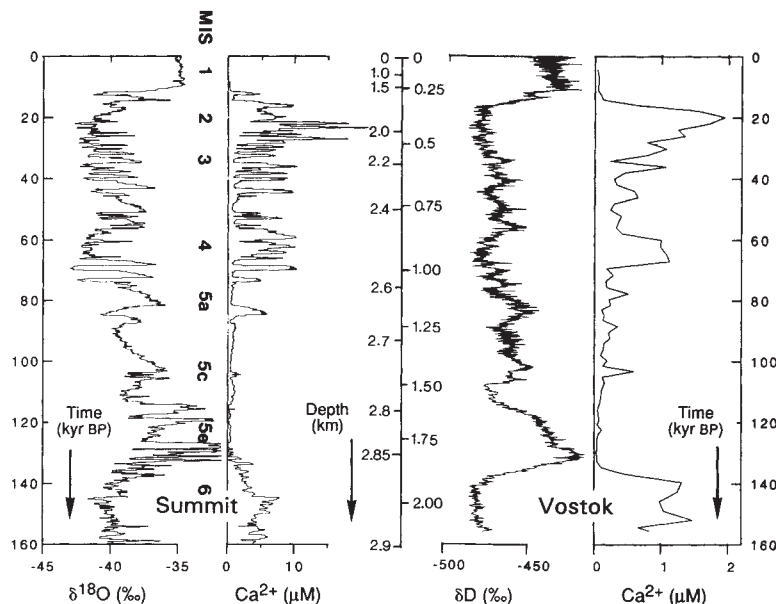 MIS
0
20
40
60
80
100
120
140
160
1
2
3
4
5a
5c
5e
6
0
1.0
1.5
2.0
2.2
2.4
2.6
2.7
2.8
2.85
2.9
0
0.25
0.5
0.75
1.00
1.25
1.50
1.75
2.00
0
20
40
60
80
100
120
140
160
Time
(kyr BP)
Depth
(km)
Time
(kyr BP)
Summit
Vostok
-45 -40 -35
0 10
-500 -450
0 1 2
δ¹⁸O (‰)
Ca²⁺ (μM)
δD (‰)
Ca²⁺ (μM)